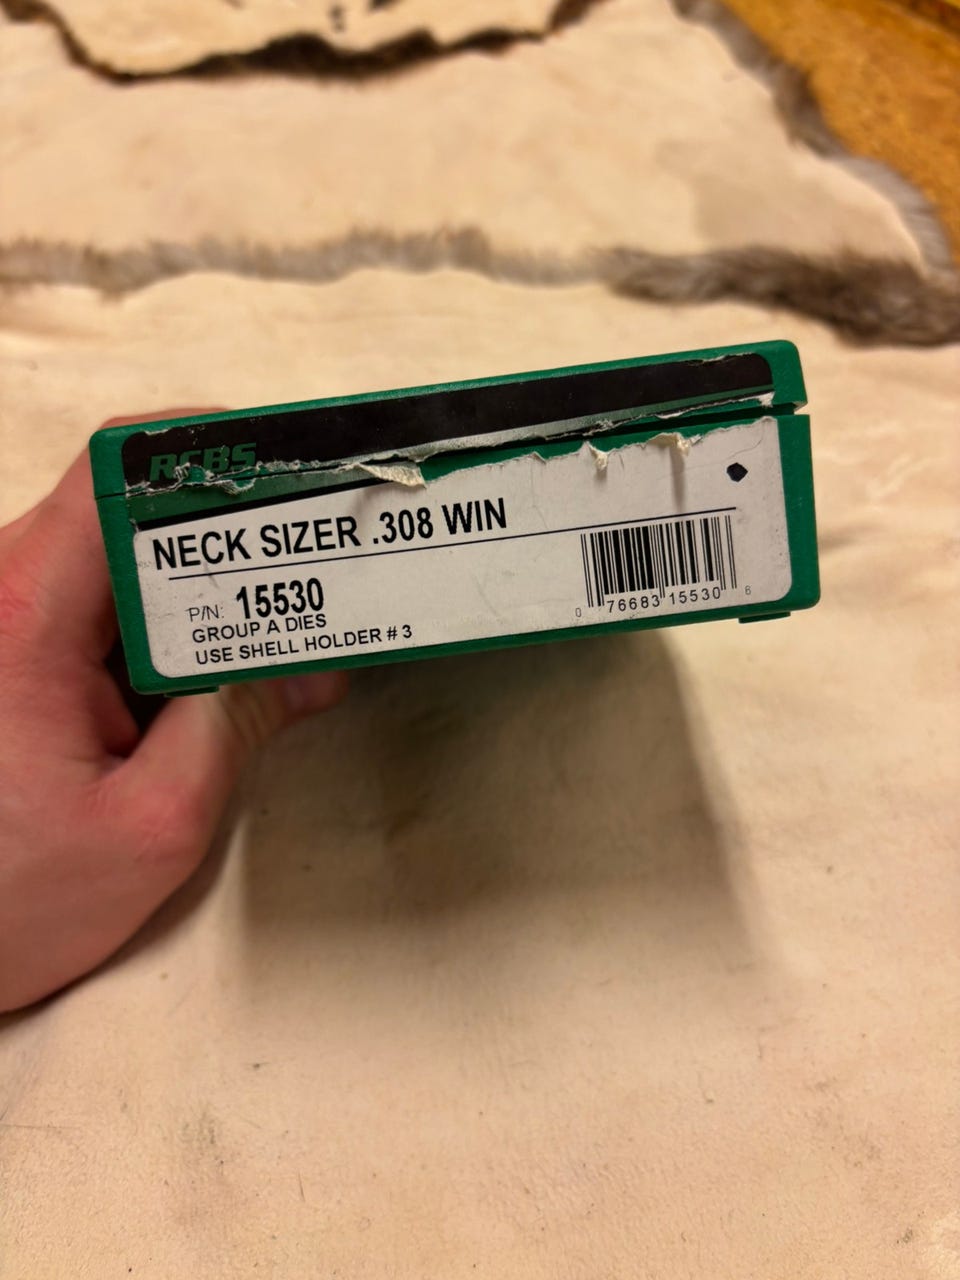 RCBS
NECK SIZER .308 WIN
P/N: 15530
GROUP A DIES
USE SHELL HOLDER # 3
0 76683 15530 6